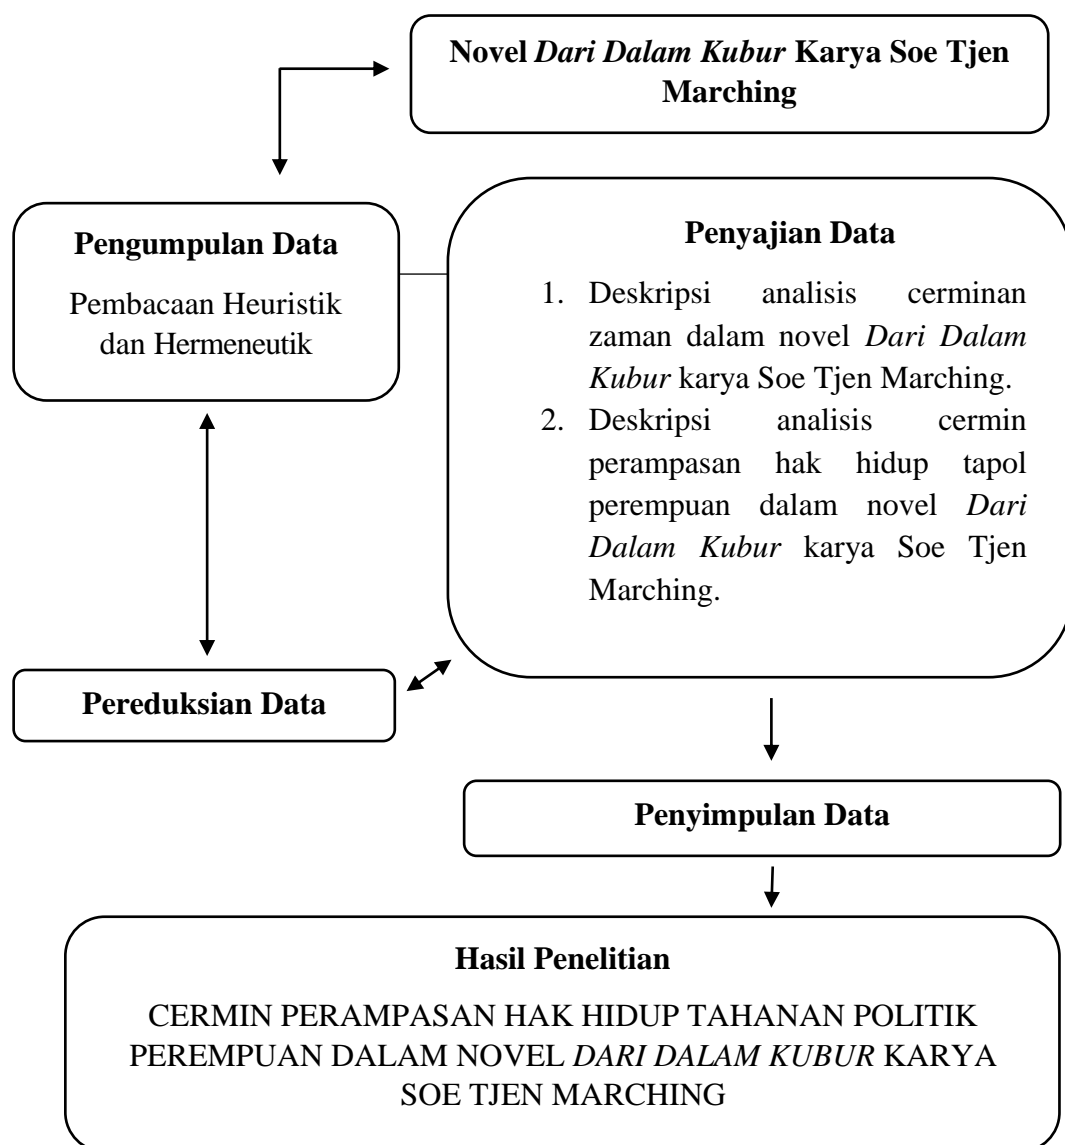 Novel Dari Dalam Kubur Karya Soe Tjen
Marching
Pengumpulan Data
Pembacaan Heuristik
dan Hermeneutik
Penyajian Data
1. Deskripsi analisis cerminan
zaman dalam novel Dari Dalam
Kubur karya Soe Tjen Marching.
2. Deskripsi analisis cermin
perampasan hak hidup tapol
perempuan dalam novel Dari
Dalam Kubur karya Soe Tjen
Marching.
Pereduksian Data
Penyimpulan Data
Hasil Penelitian
CERMIN PERAMPASAN HAK HIDUP TAHANAN POLITIK
PEREMPUAN DALAM NOVEL DARI DALAM KUBUR KARYA
SOE TJEN MARCHING